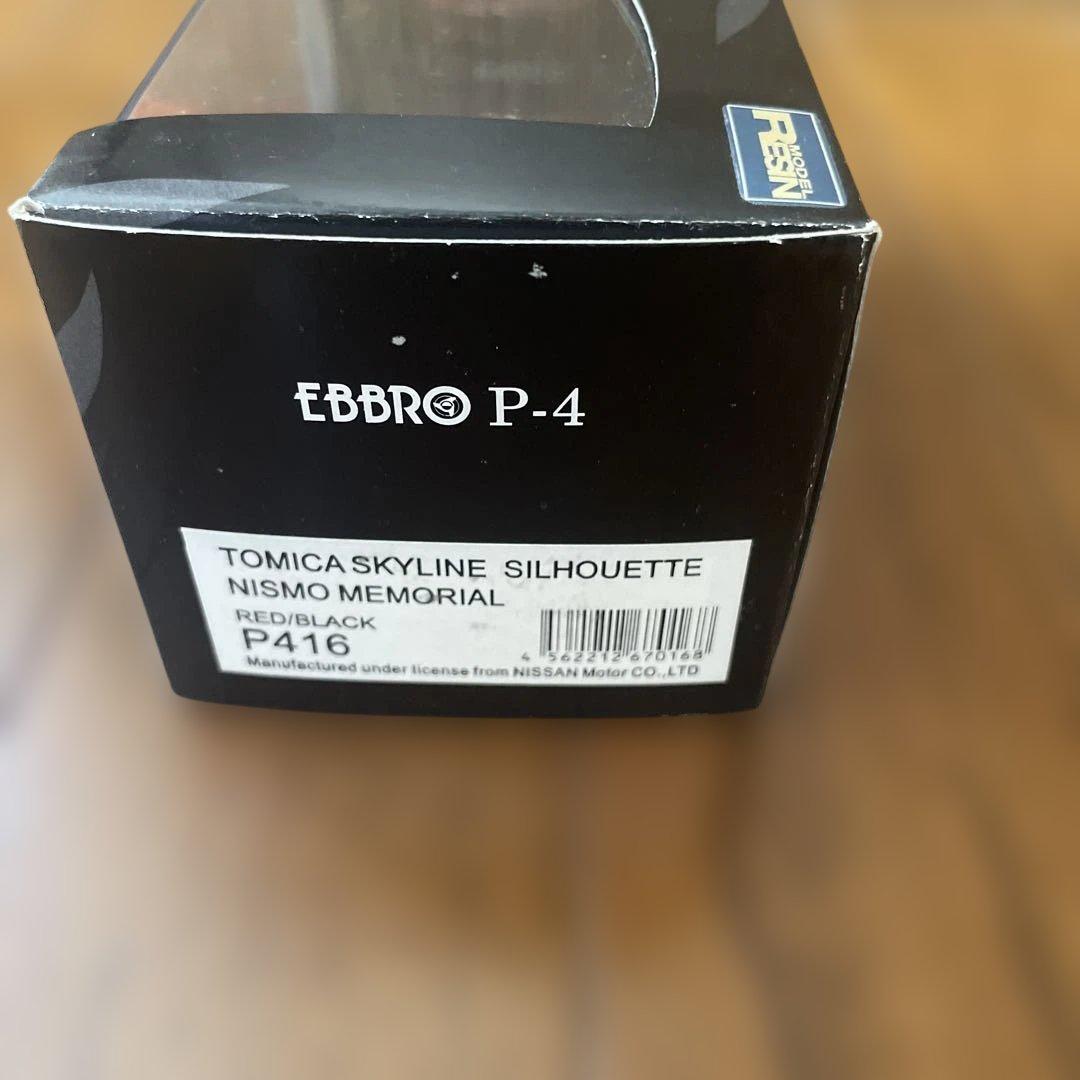 RESIN
MODEL
EBBRO P-4
TOMICA SKYLINE SILHOUETTE
NISMO MEMORIAL
RED/BLACK
P416
4 562212 670168
Manufactured under license from NISSAN Motor CO.,LTD